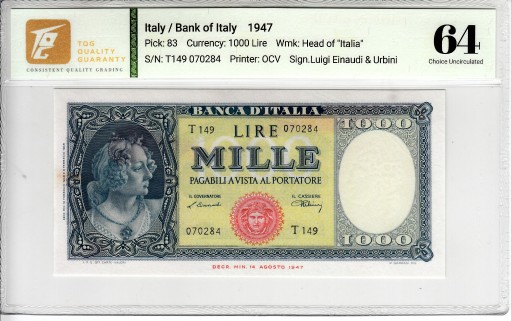 TQG
QUALITY
GUARANTY
CONSISTENT QUALITY GRADING
Italy / Bank of Italy 1947
Pick: 83 Currency: 1000 Lire Wmk: Head of "Italia"
S/N: T149 070284 Printer: OCV Sign.Luigi Einaudi & Urbini
64
Choice Uncirculated
BANCA D'ITALIA
T 149 LIRE 070284
1000
MILLE
PAGABILI A VISTA AL PORTATORE
IL GOVERNATORE IL CASSIERE
070284 T 149
1000
DECR. MIN. 14 AGOSTO 1947